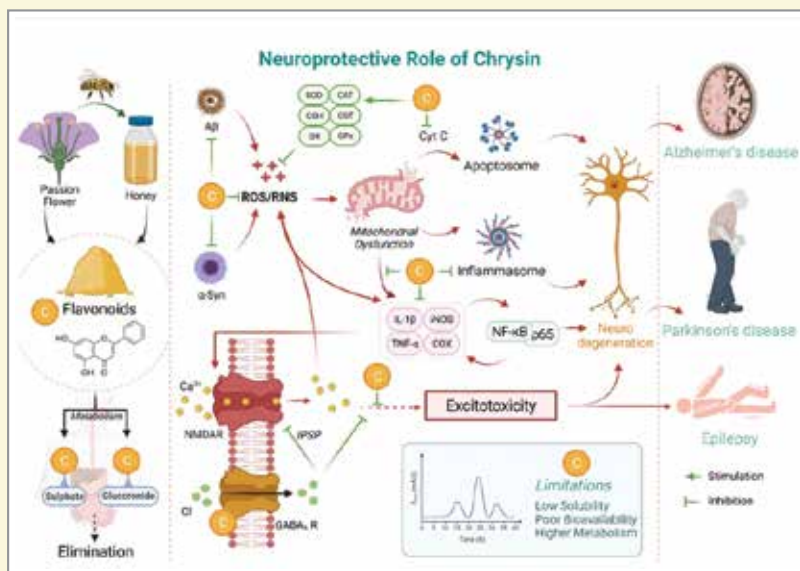 Neuroprotective Role of Chrysin
Passion
Flower
Honey
C
Flavonoids
HO
OH
O
Metabolism
C
C
Sulphate
Glucoronide
Elimination
Aβ
C
α-Syn
ROS/RNS
SOD
CAT
GSH
GST
GR
GPx
C
Cyt C
Apoptosome
Mitochondrial
Dysfunction
C
Inflammasome
IL-1β
iNOS
TNF-α
COX
NF-κB
p65
Neuro
degeneration
Ca²⁺
NMDAR
IPSP
C
Excitotoxicity
Cl⁻
C
GABAₐ R
C
Limitations
Low Solubility
Poor Bioavailability
Higher Metabolism
Time (h)
Alzheimer's disease
Parkinson's disease
Epilepsy
Stimulation
Inhibition